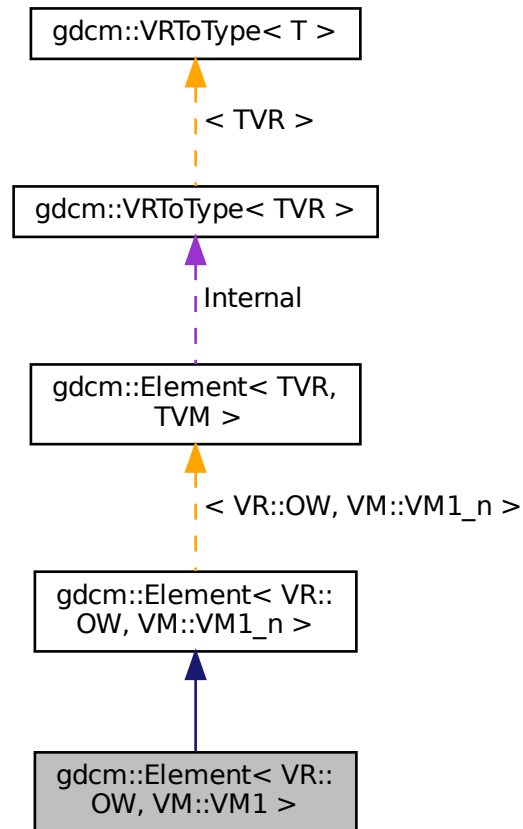 gdcm::VRToType< T >
< TVR >
gdcm::VRToType< TVR >
Internal
gdcm::Element< TVR,
TVM >
< VR::OW, VM::VM1_n >
gdcm::Element< VR::
OW, VM::VM1_n >
gdcm::Element< VR::
OW, VM::VM1 >